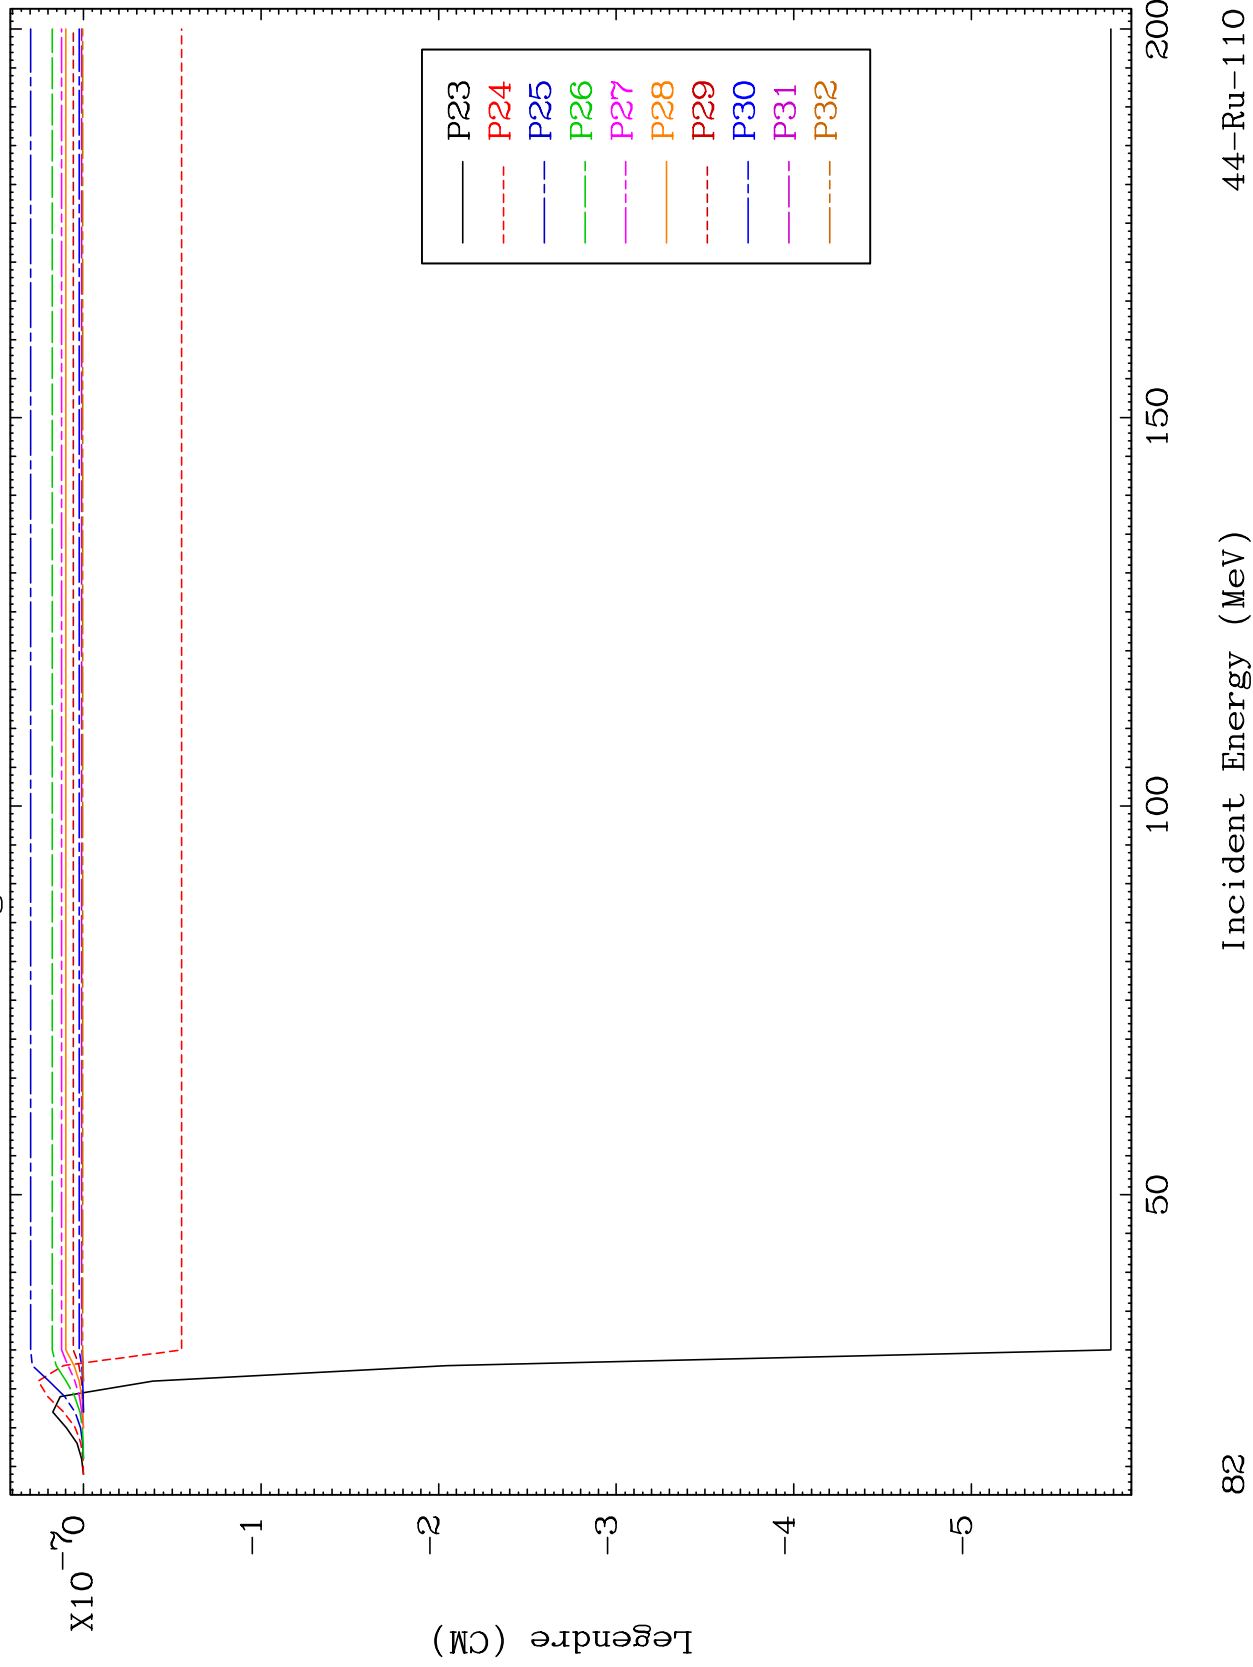 X10
-7
0
-1
-2
-3
-4
-5
Legendre (CM)
P23
P24
P25
P26
P27
P28
P29
P30
P31
P32
50
100
150
200
Incident Energy (MeV)
82
44-Ru-110